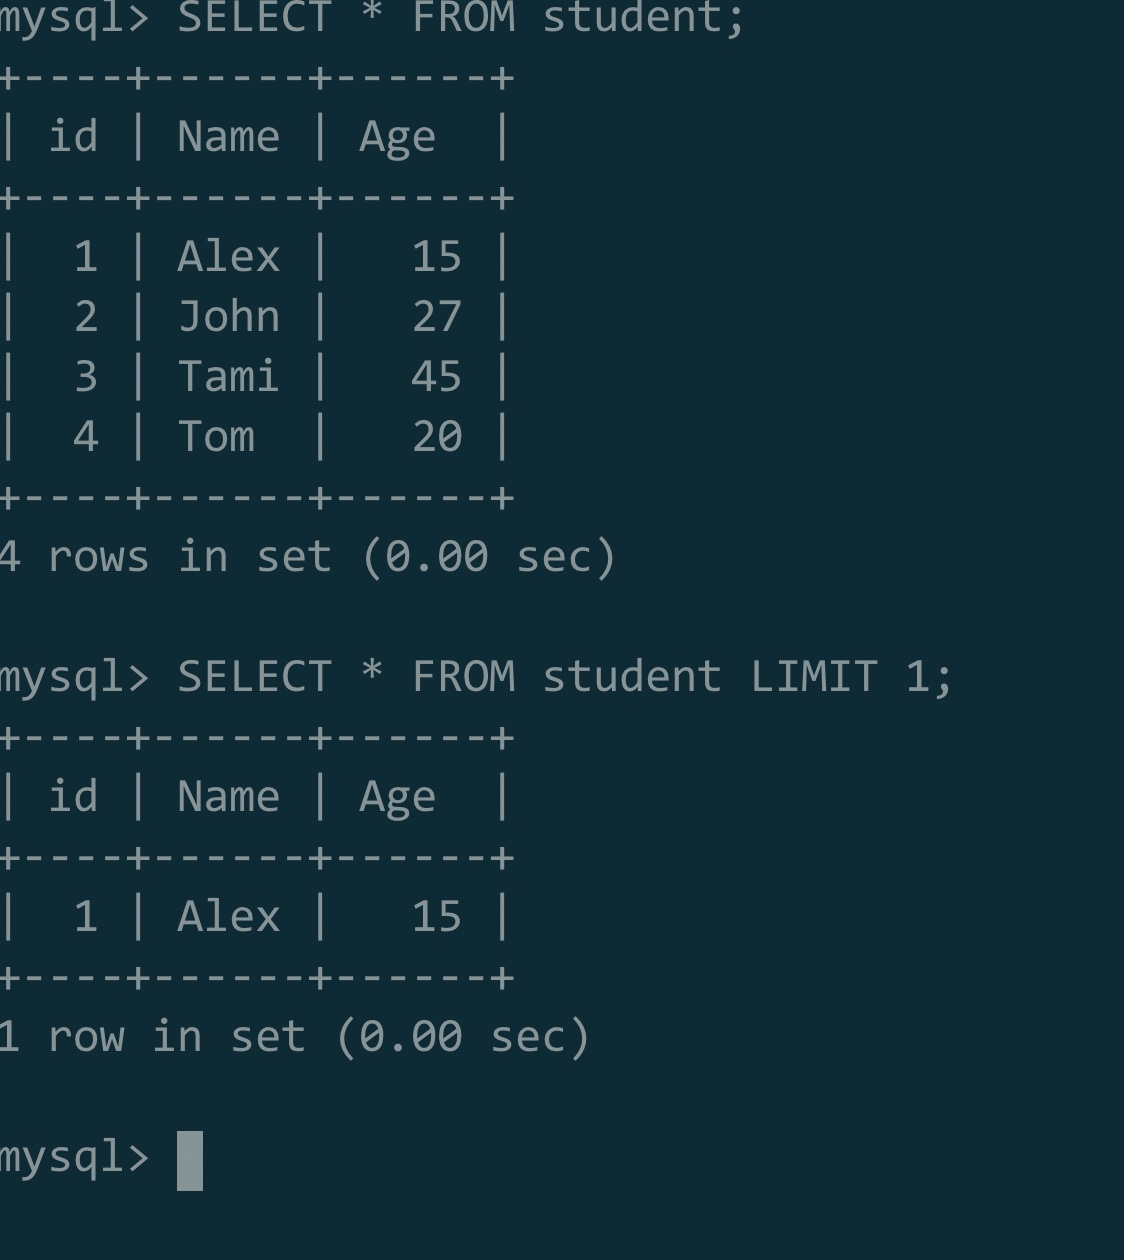 mysql> SELECT * FROM student;
+----+------+------+
| id | Name | Age  |
+----+------+------+
|  1 | Alex |   15 |
|  2 | John |   27 |
|  3 | Tami |   45 |
|  4 | Tom  |   20 |
+----+------+------+
4 rows in set (0.00 sec)

mysql> SELECT * FROM student LIMIT 1;
+----+------+------+
| id | Name | Age  |
+----+------+------+
|  1 | Alex |   15 |
+----+------+------+
1 row in set (0.00 sec)

mysql>